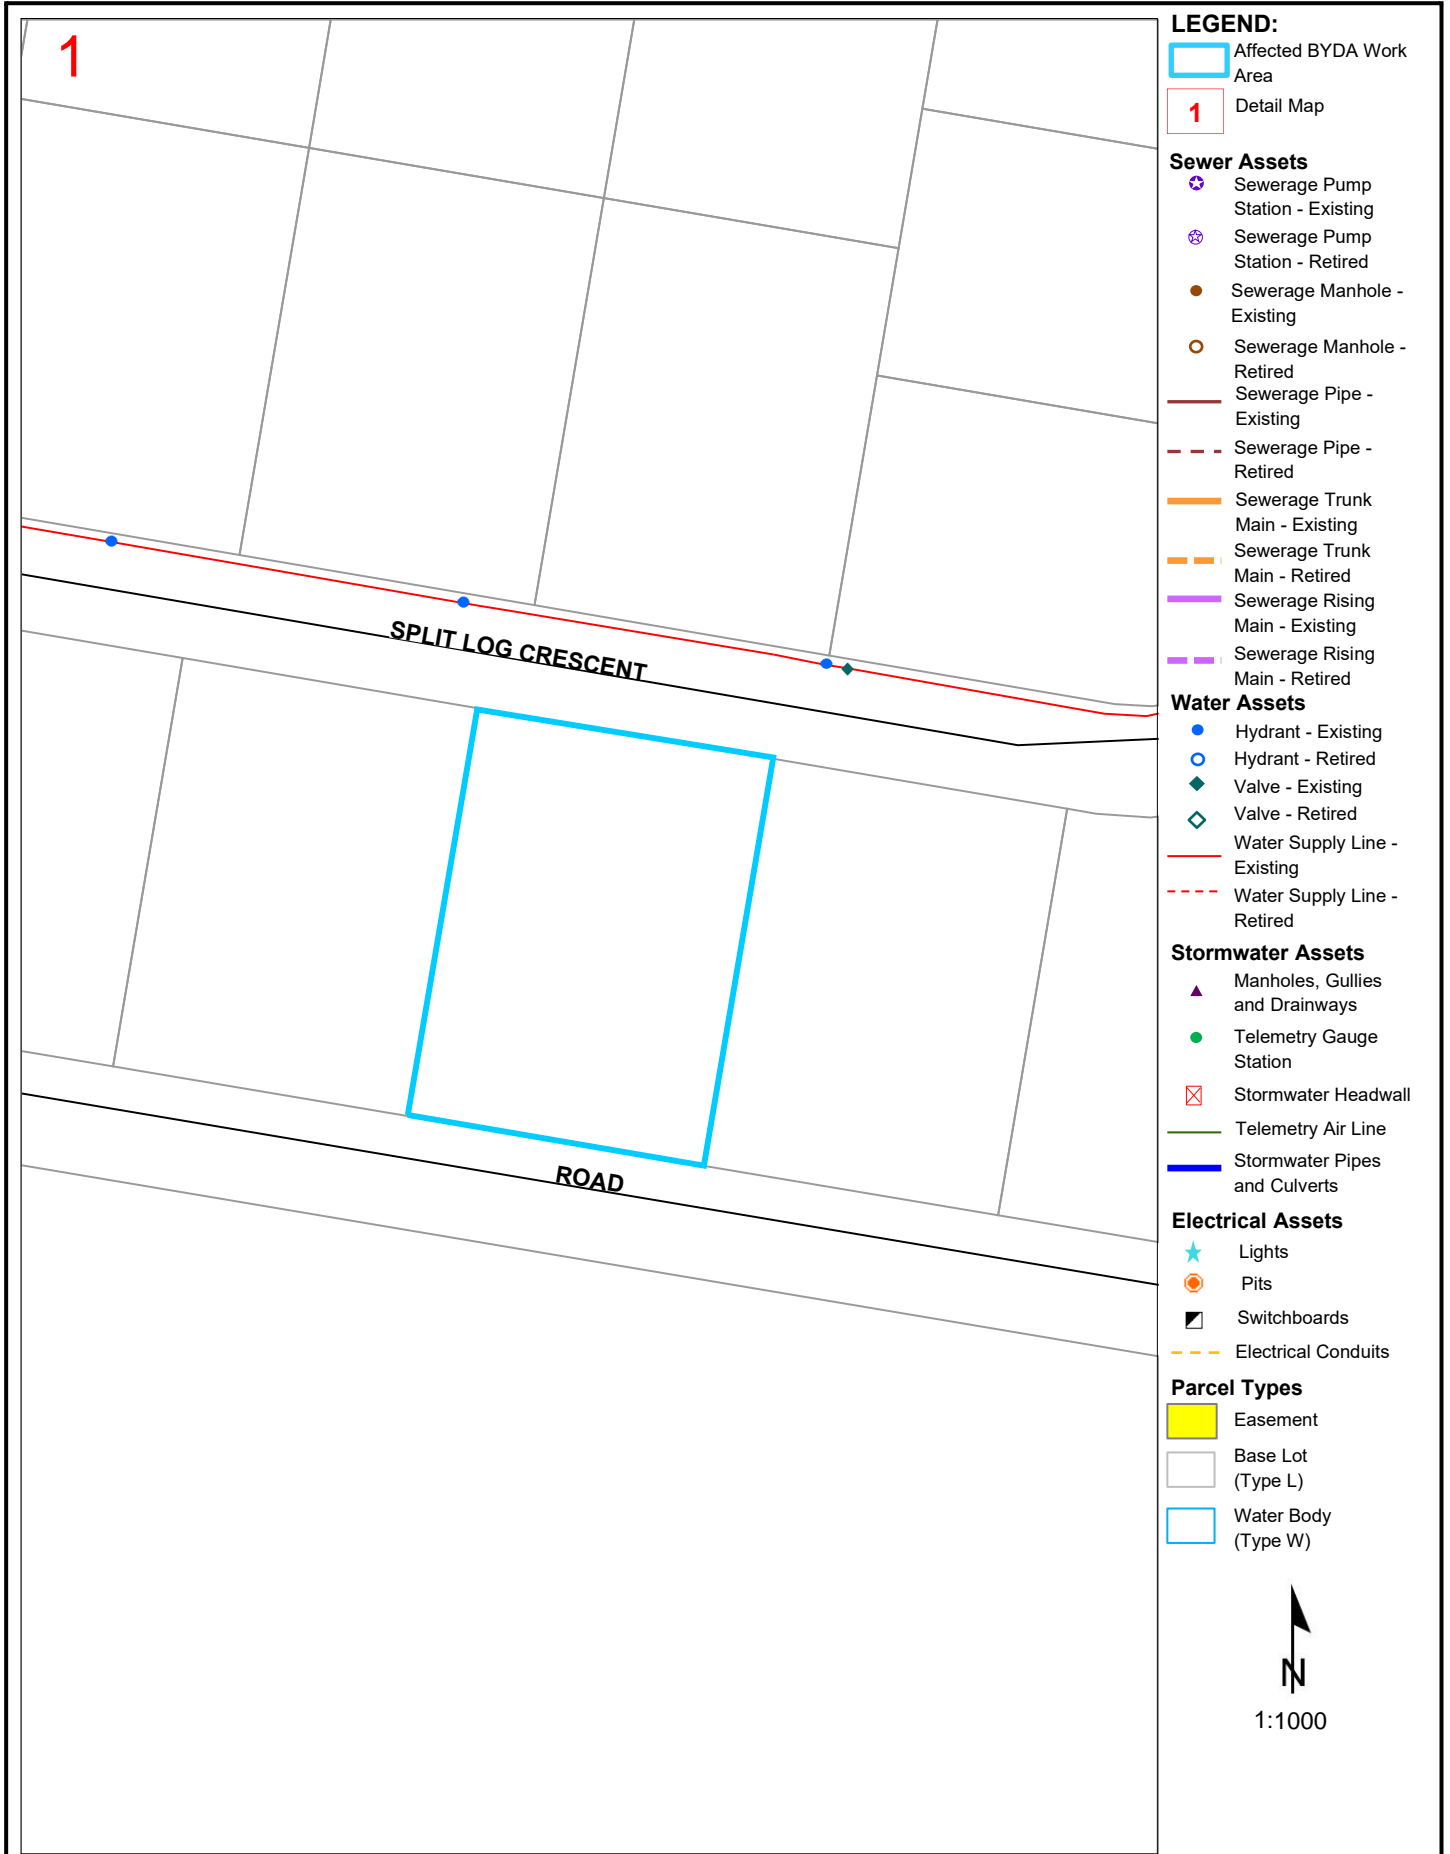 1
SPLIT LOG CRESCENT
ROAD
LEGEND:
Affected BYDA Work
Area
1
Detail Map
Sewer Assets
Sewerage Pump
Station - Existing
Sewerage Pump
Station - Retired
Sewerage Manhole -
Existing
Sewerage Manhole -
Retired
Sewerage Pipe -
Existing
Sewerage Pipe -
Retired
Sewerage Trunk
Main - Existing
Sewerage Trunk
Main - Retired
Sewerage Rising
Main - Existing
Sewerage Rising
Main - Retired
Water Assets
Hydrant - Existing
Hydrant - Retired
Valve - Existing
Valve - Retired
Water Supply Line -
Existing
Water Supply Line -
Retired
Stormwater Assets
Manholes, Gullies
and Drainways
Telemetry Gauge
Station
Stormwater Headwall
Telemetry Air Line
Stormwater Pipes
and Culverts
Electrical Assets
Lights
Pits
Switchboards
Electrical Conduits
Parcel Types
Easement
Base Lot
(Type L)
Water Body
(Type W)
N
1:1000